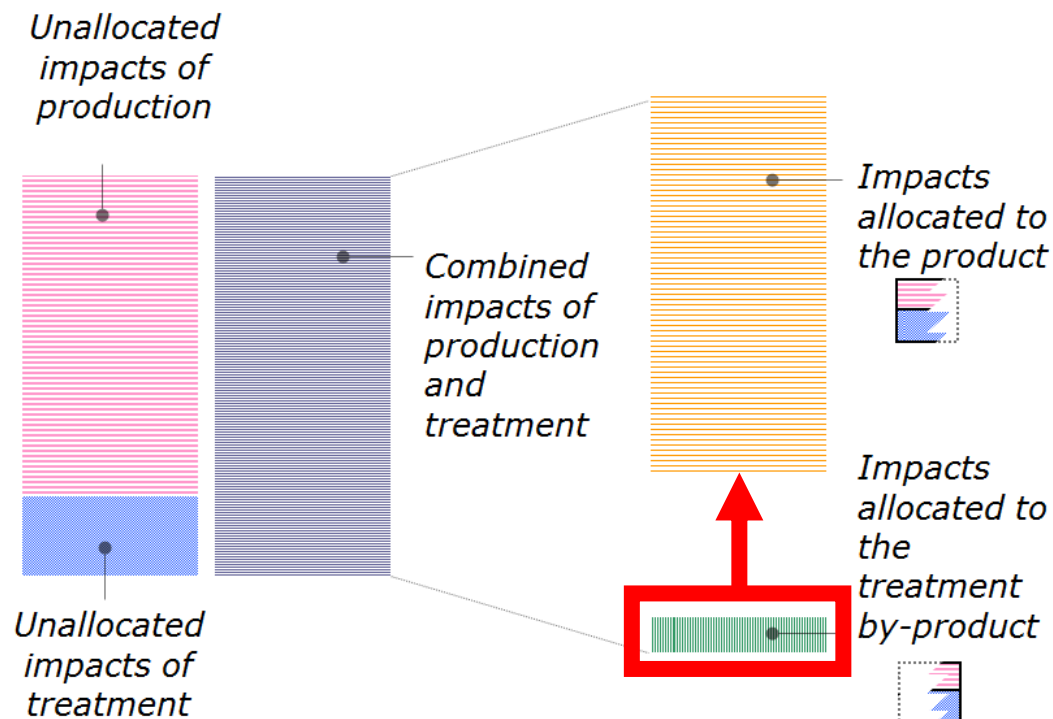 Unallocated
impacts of
production
Combined
impacts of
production
and
treatment
Unallocated
impacts of
treatment
Impacts
allocated to
the product
Impacts
allocated to
the
treatment
by-product